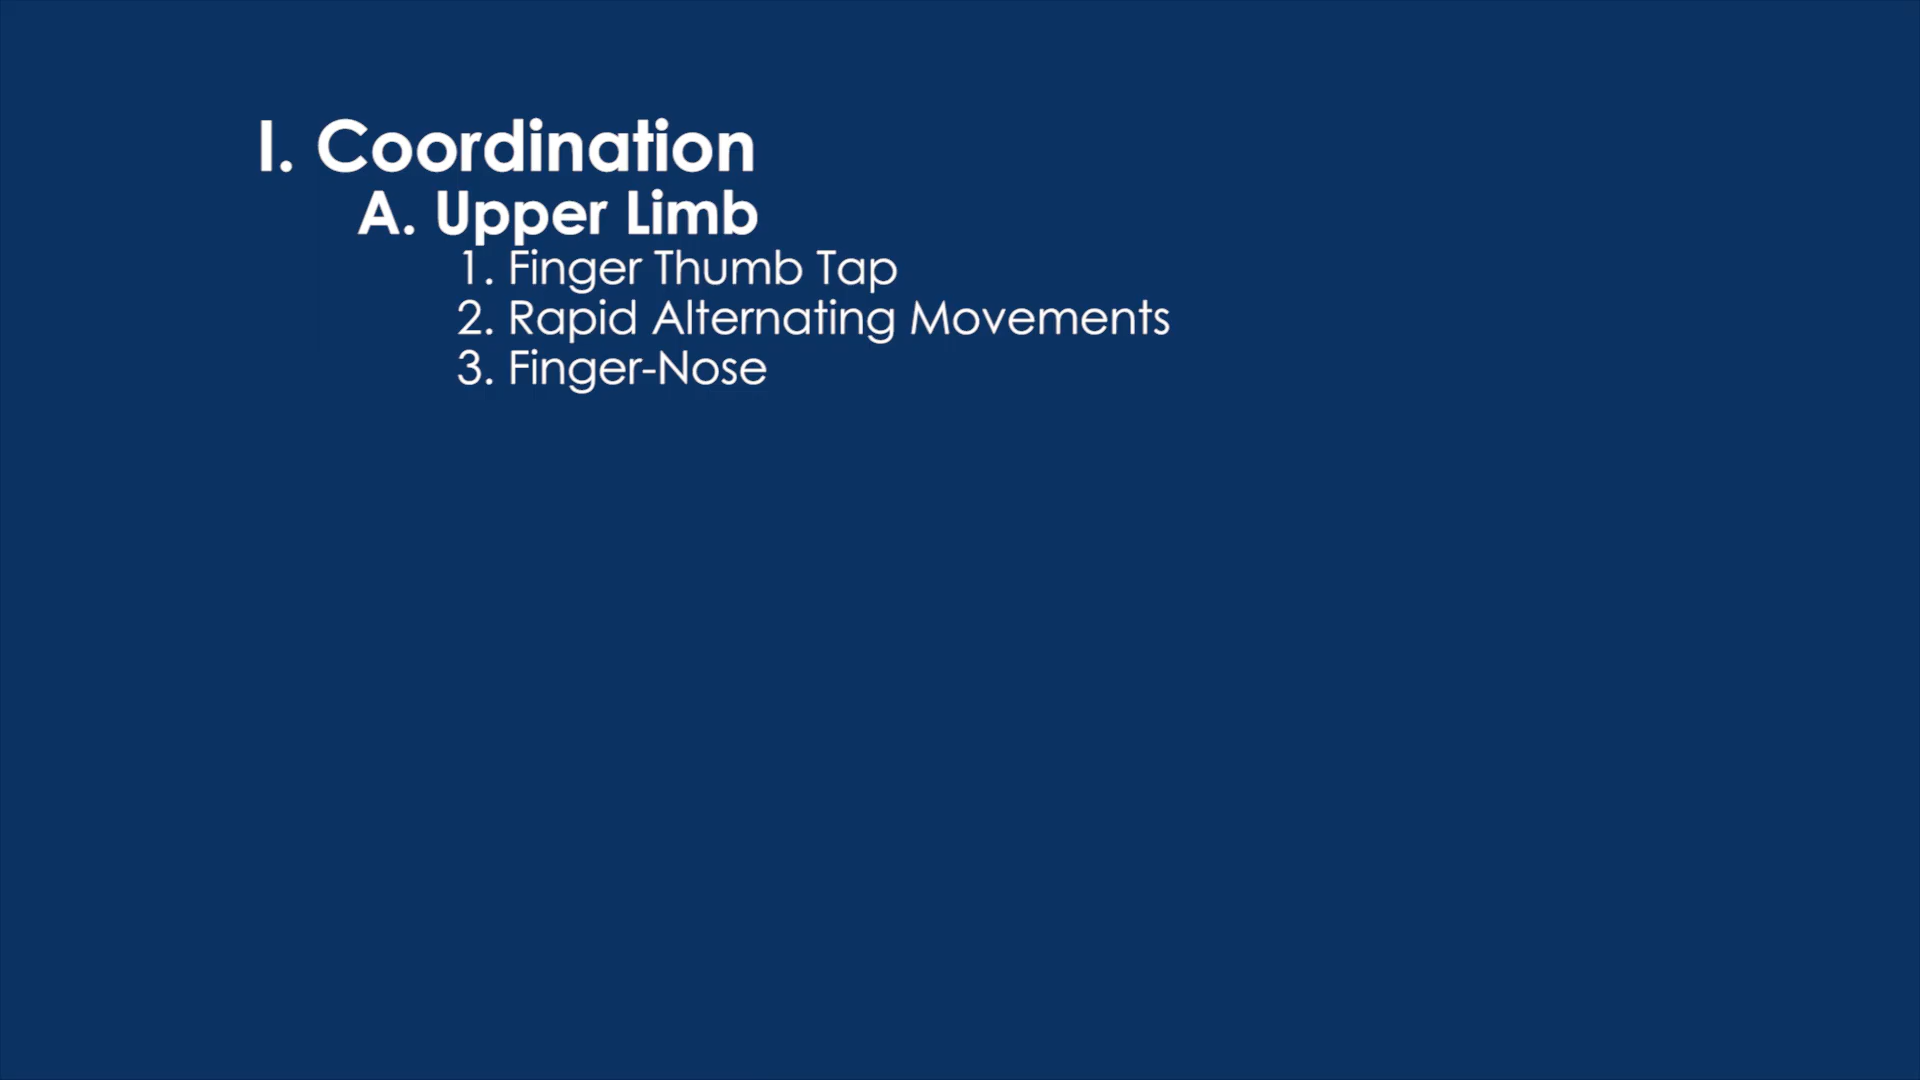 I. Coordination
A. Upper Limb
1. Finger Thumb Tap
2. Rapid Alternating Movements
3. Finger-Nose